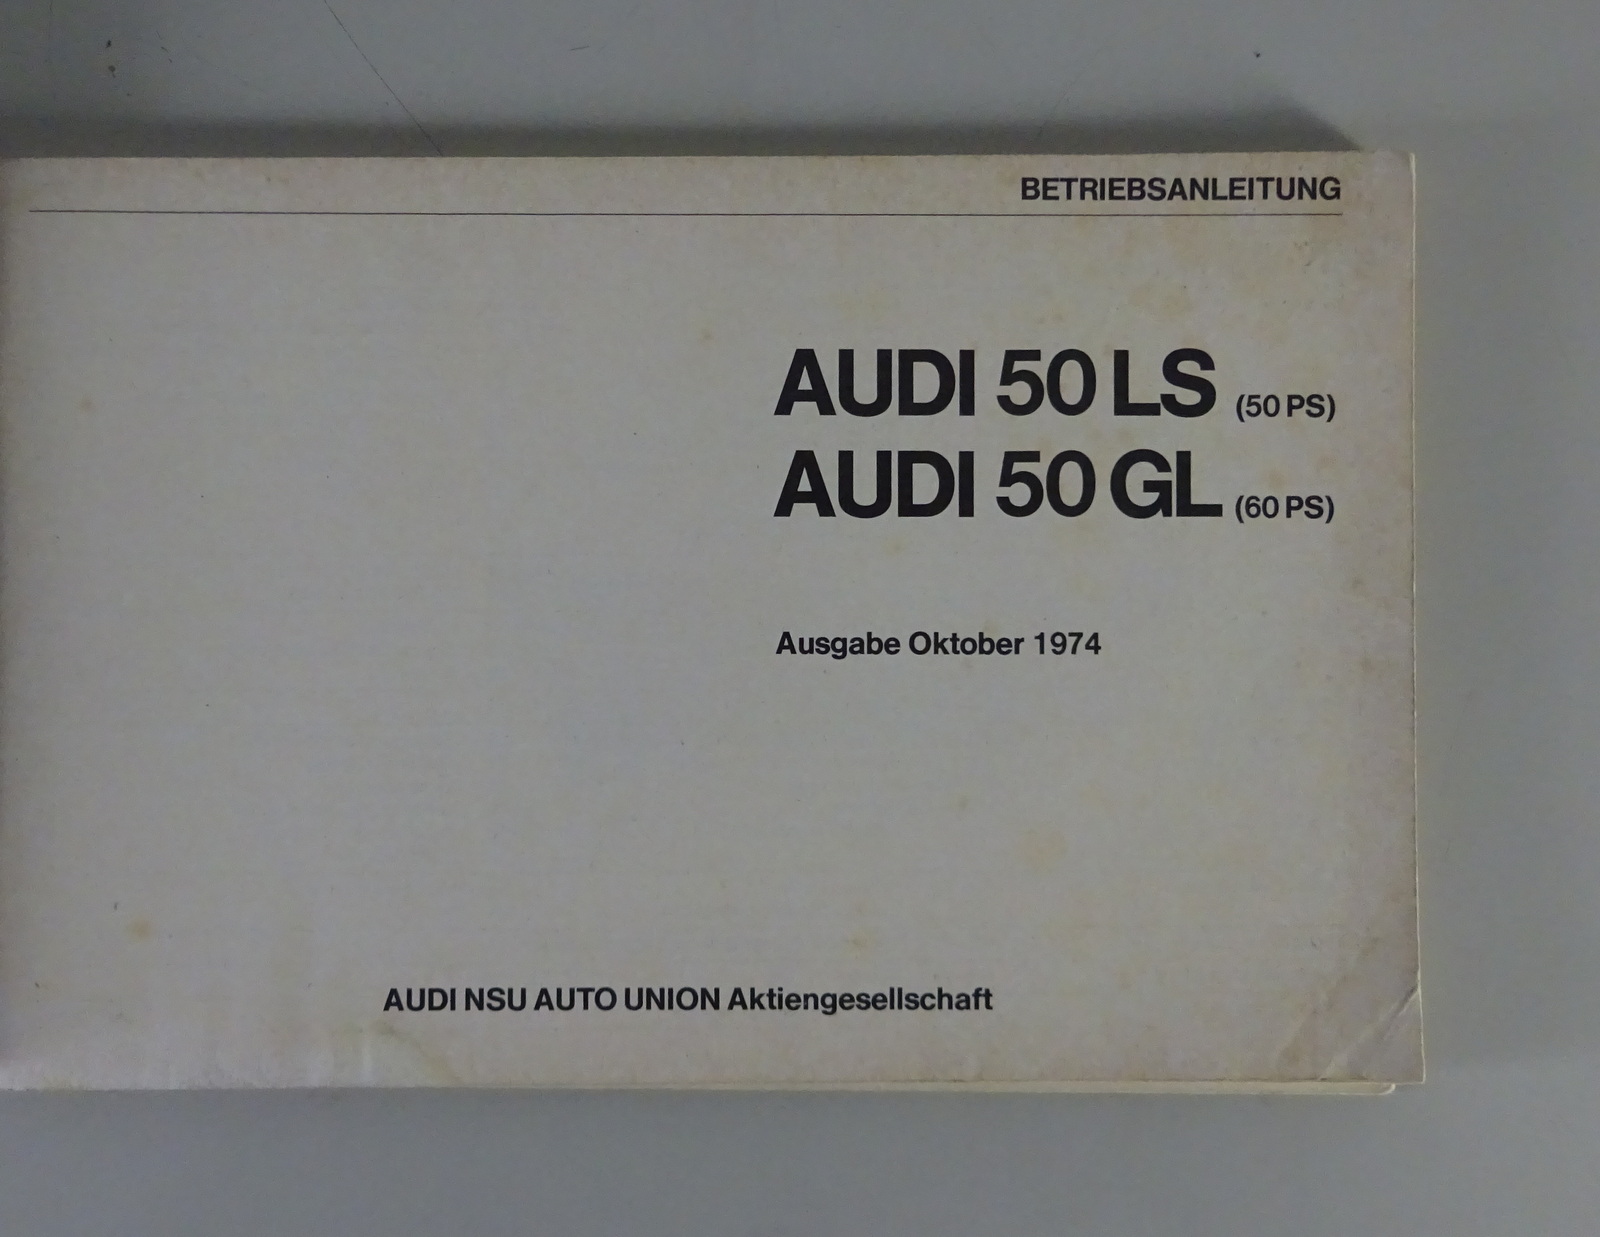 BETRIEBSANLEITUNG
AUDI 50 LS (50 PS)
AUDI 50 GL (60 PS)
Ausgabe Oktober 1974
AUDI NSU AUTO UNION Aktiengesellschaft